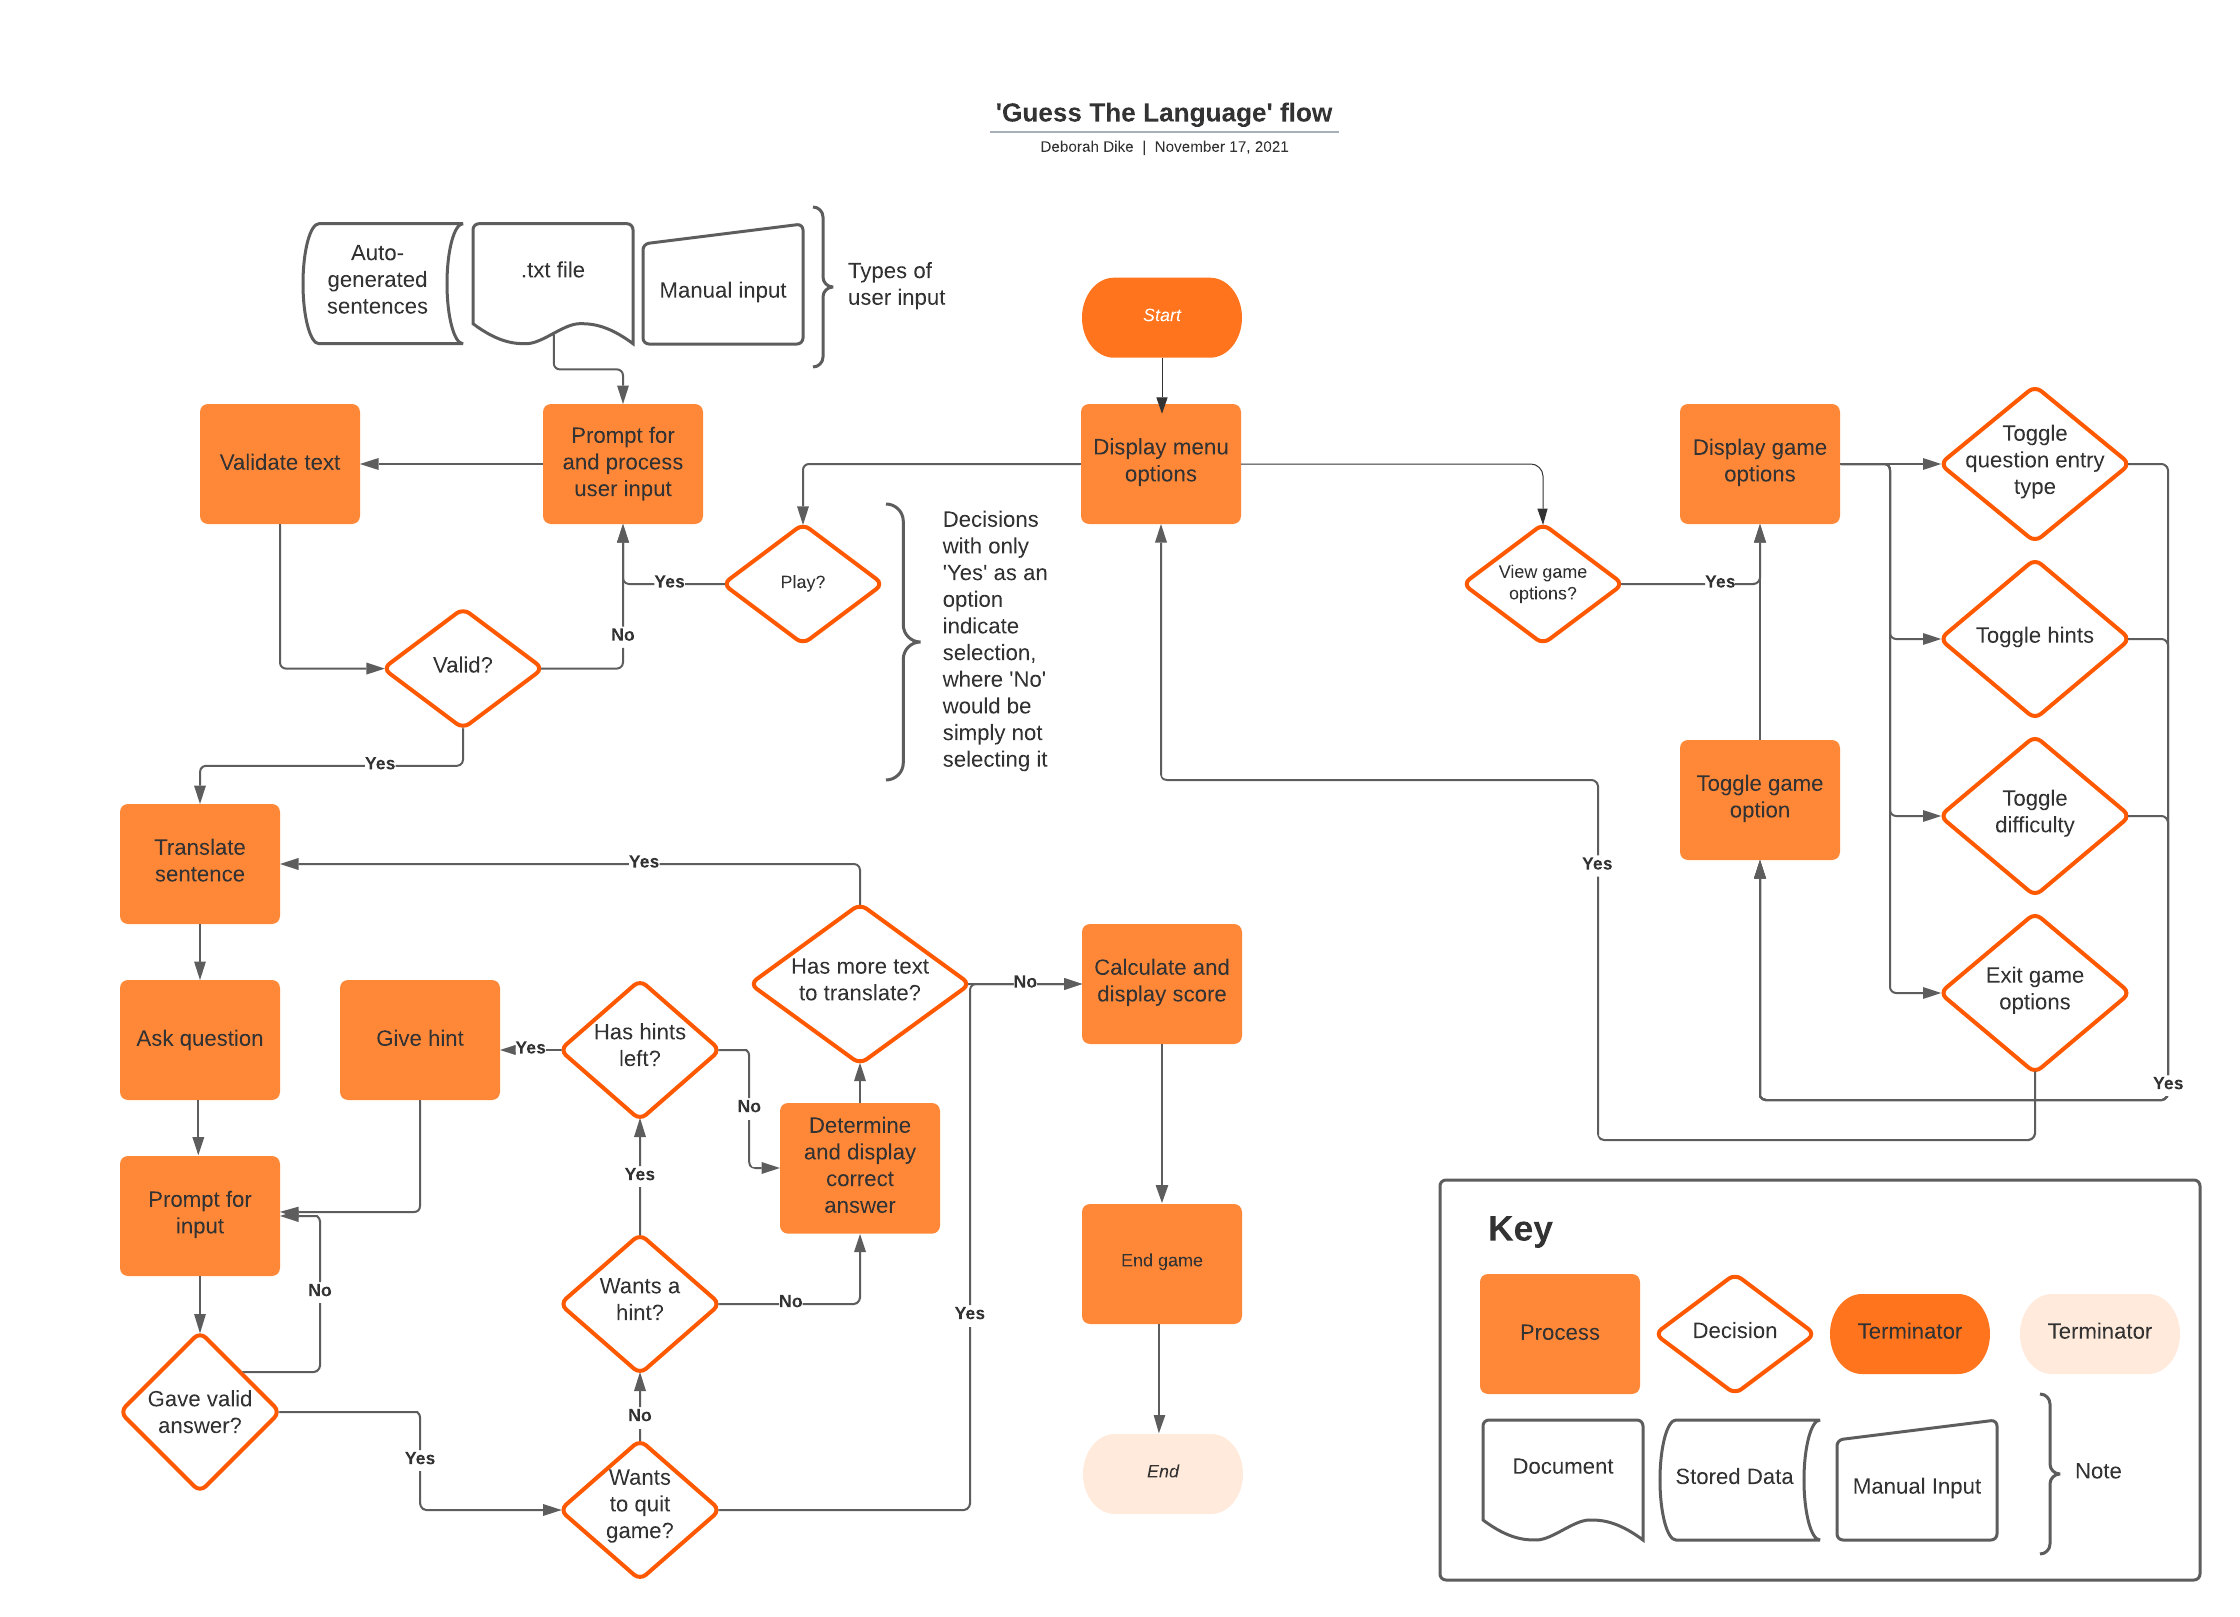 'Guess The Language' flow
Deborah Dike | November 17, 2021
Auto-
generated
sentences
.txt file
Manual input
Types of
user input
Start
Validate text
Prompt for
and process
user input
Display menu
options
Display game
options
Toggle
question entry
type
Decisions
with only
'Yes' as an
option
indicate
selection,
where 'No'
would be
simply not
selecting it
Play?
Yes
View game
options?
Yes
No
Valid?
Toggle hints
Yes
Toggle game
option
Toggle
difficulty
Translate
sentence
Yes
Yes
Has more text
to translate?
No
Calculate and
display score
Exit game
options
Ask question
Give hint
Yes
Has hints
left?
No
Yes
Determine
and display
correct
answer
Yes
Prompt for
input
No
Wants a
hint?
No
Yes
End game
Gave valid
answer?
Yes
No
Wants
to quit
game?
End
Key
Process
Decision
Terminator
Terminator
Document
Stored Data
Manual Input
Note